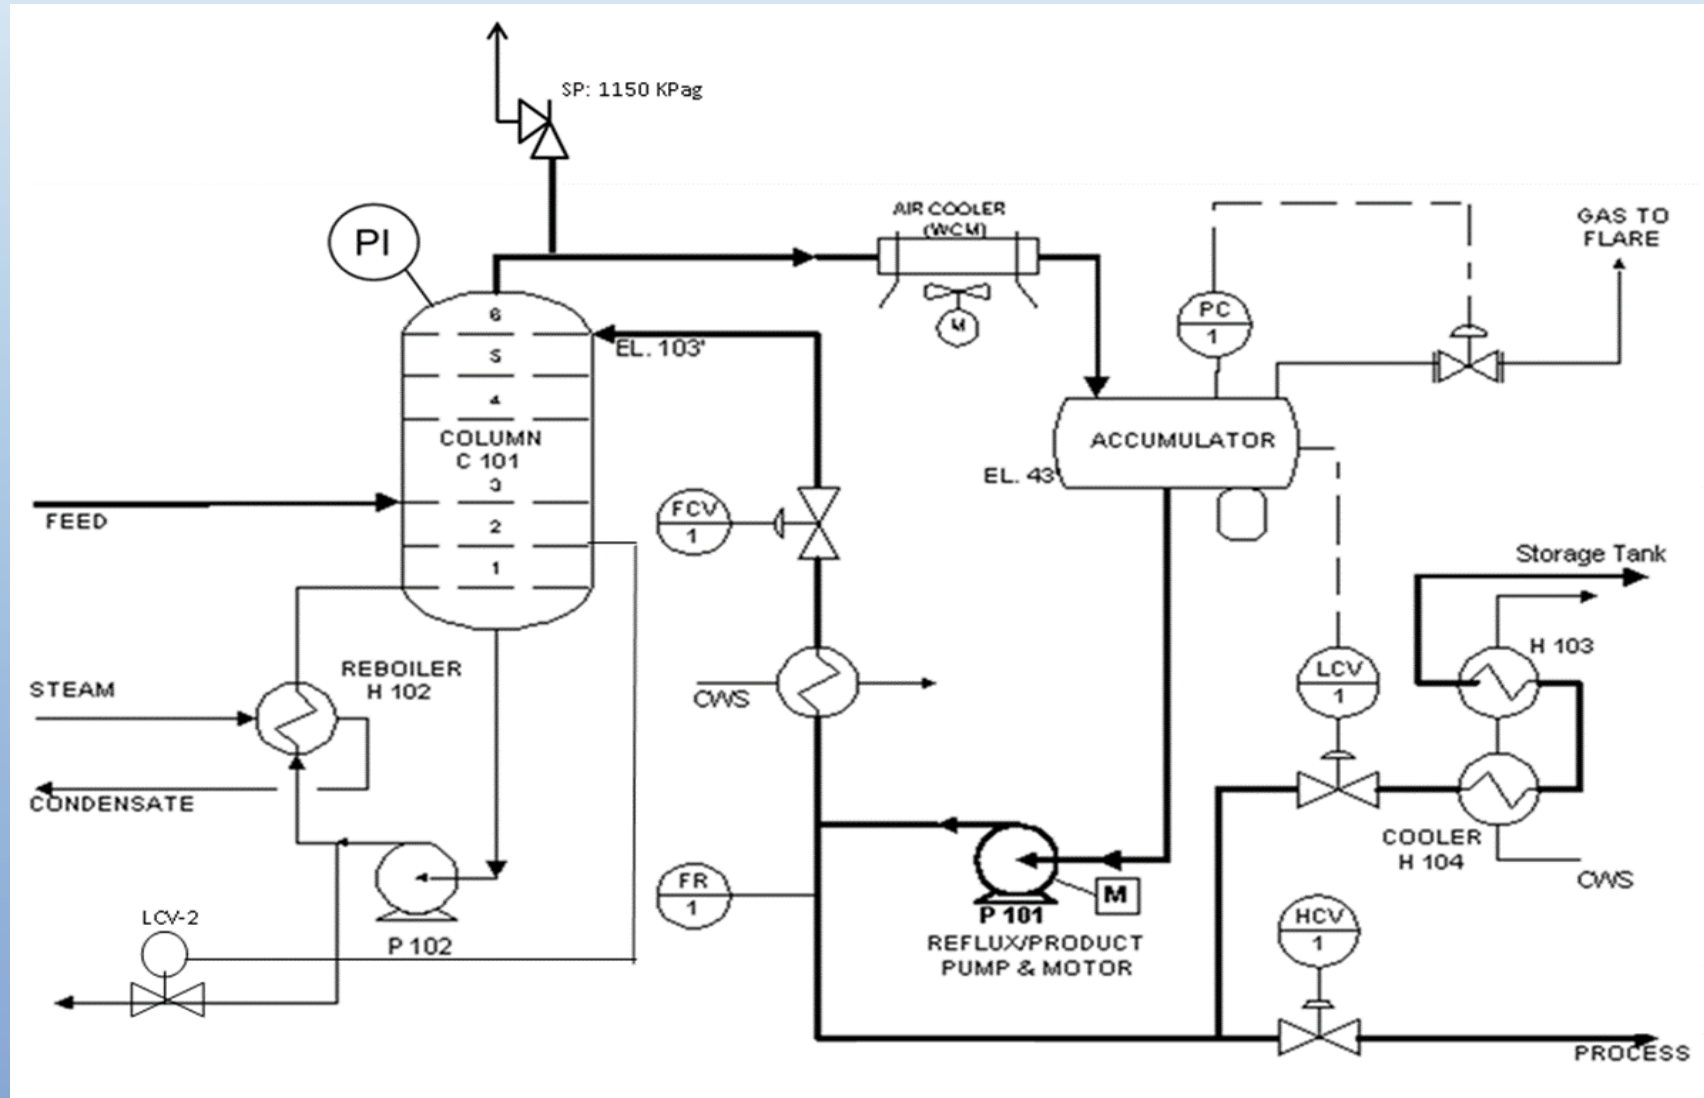 SP: 1150 KPag
PI
AIR COOLER
(WCM)
M
GAS TO
FLARE
PC
1
6
EL. 103'
5
4
COLUMN
C 101
3
2
1
FEED
ACCUMULATOR
EL. 43'
FCV
1
Storage Tank
H 103
REBOILER
H 102
STEAM
CWS
LCV
1
CONDENSATE
COOLER
H 104
CWS
FR
1
M
P 101
REFLUX/PRODUCT
PUMP & MOTOR
HCV
1
LCV-2
P 102
PROCESS